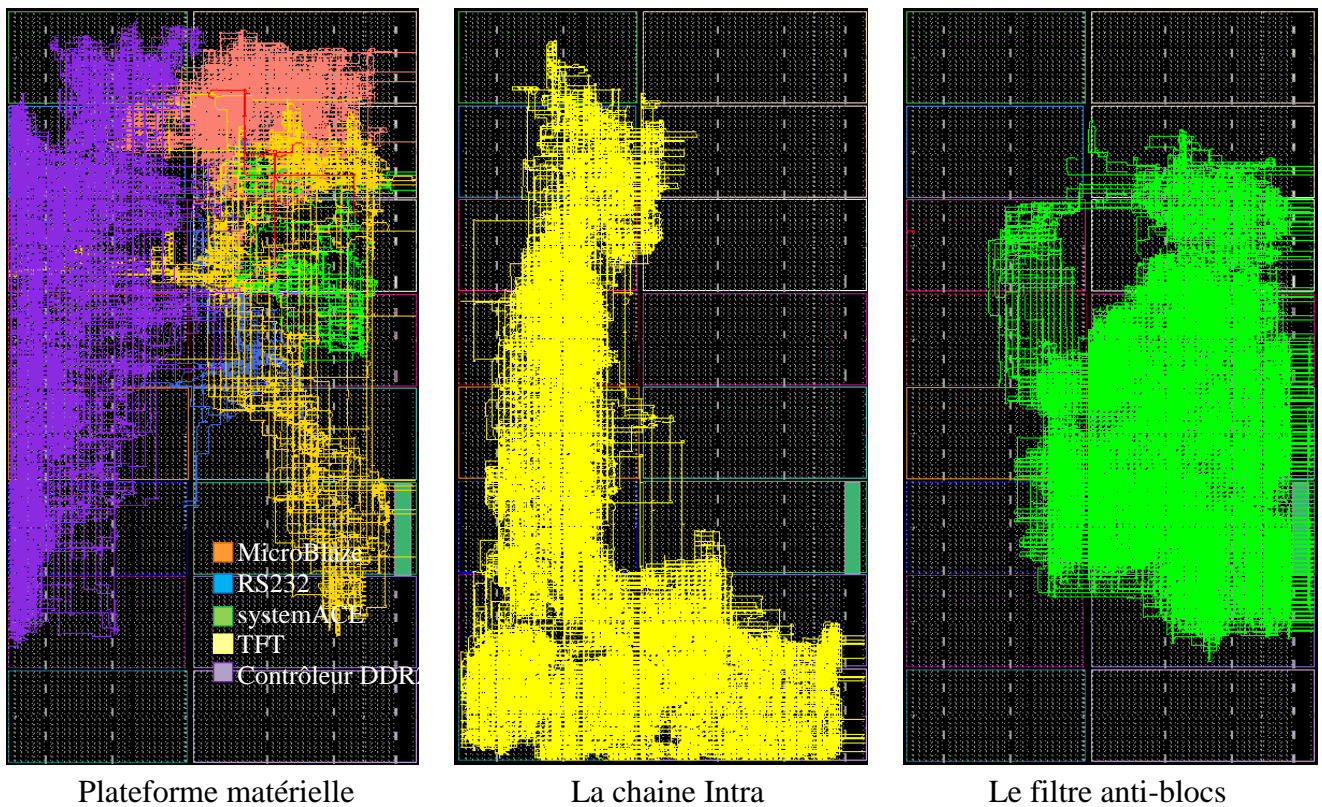 MicroBlaze
RS232
systemACE
TFT
Contrôleur DDR
Plateforme matérielle
La chaine Intra
Le filtre anti-blocs